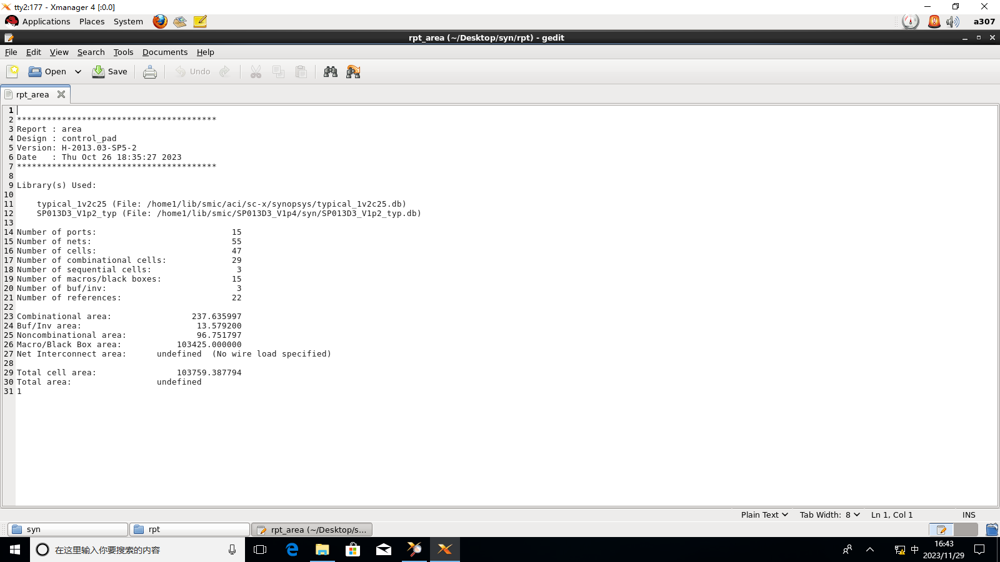 tty2:177 - Xmanager 4 [:0.0]
Applications Places System a307
rpt_area (~/Desktop/syn/rpt) - gedit
File Edit View Search Tools Documents Help
Open Save Undo
rpt_area
1
2 ****************************************
3 Report : area
4 Design : control_pad
5 Version: H-2013.03-SP5-2
6 Date   : Thu Oct 26 18:35:27 2023
7 ****************************************
8
9 Library(s) Used:
10
11     typical_1v2c25 (File: /home1/lib/smic/aci/sc-x/synopsys/typical_1v2c25.db)
12     SP013D3_V1p2_typ (File: /home1/lib/smic/SP013D3_V1p4/syn/SP013D3_V1p2_typ.db)
13
14 Number of ports:                           15
15 Number of nets:                            55
16 Number of cells:                           47
17 Number of combinational cells:             29
18 Number of sequential cells:                 3
19 Number of macros/black boxes:              15
20 Number of buf/inv:                          3
21 Number of references:                      22
22
23 Combinational area:                237.635997
24 Buf/Inv area:                       13.579200
25 Noncombinational area:              96.751797
26 Macro/Black Box area:           103425.000000
27 Net Interconnect area:      undefined  (No wire load specified)
28
29 Total cell area:                103759.387794
30 Total area:                 undefined
31 1
Plain Text Tab Width: 8 Ln 1, Col 1 INS
syn rpt rpt_area (~/Desktop/s...
在这里输入你要搜索的内容 中 16:43
2023/11/29